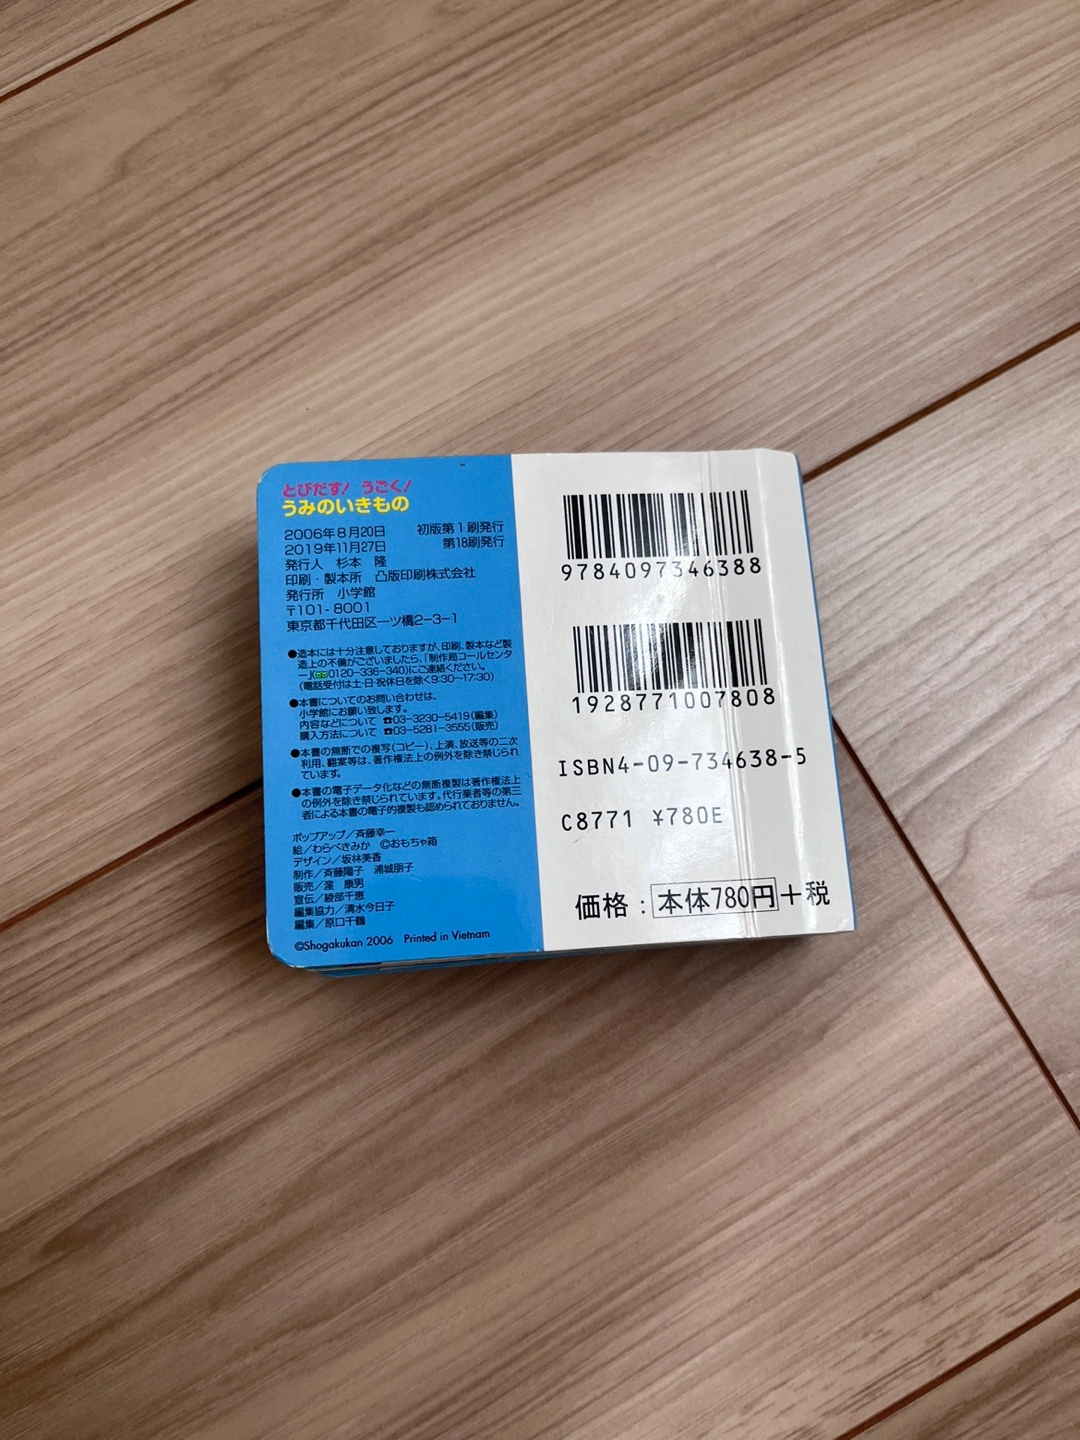 とびだす! うごく!
うみのいきもの
2006年8月20日 初版第1刷発行
2019年11月27日 第18刷発行
発行人 杉本 隆
印刷・製本所 凸版印刷株式会社
発行所 小学館
〒101-8001
東京都千代田区一ツ橋2-3-1
●造本には十分注意しておりますが、印刷、製本など製
造上の不備がございましたら、「制作局コールセンタ
ー」(0120-336-340)にご連絡ください。
(電話受付は土・日・祝休日を除く9:30~17:30)
●本書についてのお問い合わせは、
小学館にお願い致します。
内容などについて ☎03-3230-5419(編集)
購入方法について ☎03-5281-3555(販売)
●本書の無断での複写(コピー)、上演、放送等の二次
利用、翻案等は、著作権法上の例外を除き禁じられ
ています。
●本書の電子データ化などの無断複製は著作権法上
の例外を除き禁じられています。代行業者等の第三
者による本書の電子的複製も認められておりません。
ポップアップ/斉藤幸一
絵/わらべきみか ©おもちゃ箱
デザイン/坂林美香
制作/斉藤陽子 浦城朋子
販売/窪 康男
宣伝/綾部千恵
編集協力/清水今日子
編集/原口千鶴
©Shogakukan 2006 Printed in Vietnam
9784097346388
1928771007808
ISBN4-09-734638-5
C8771 ¥780E
価格:本体780円+税